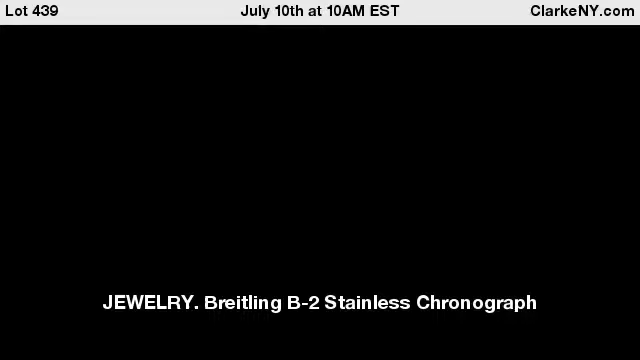 Lot 439 July 10th at 10AM EST ClarkeNY.com
JEWELRY. Breitling B-2 Stainless Chronograph